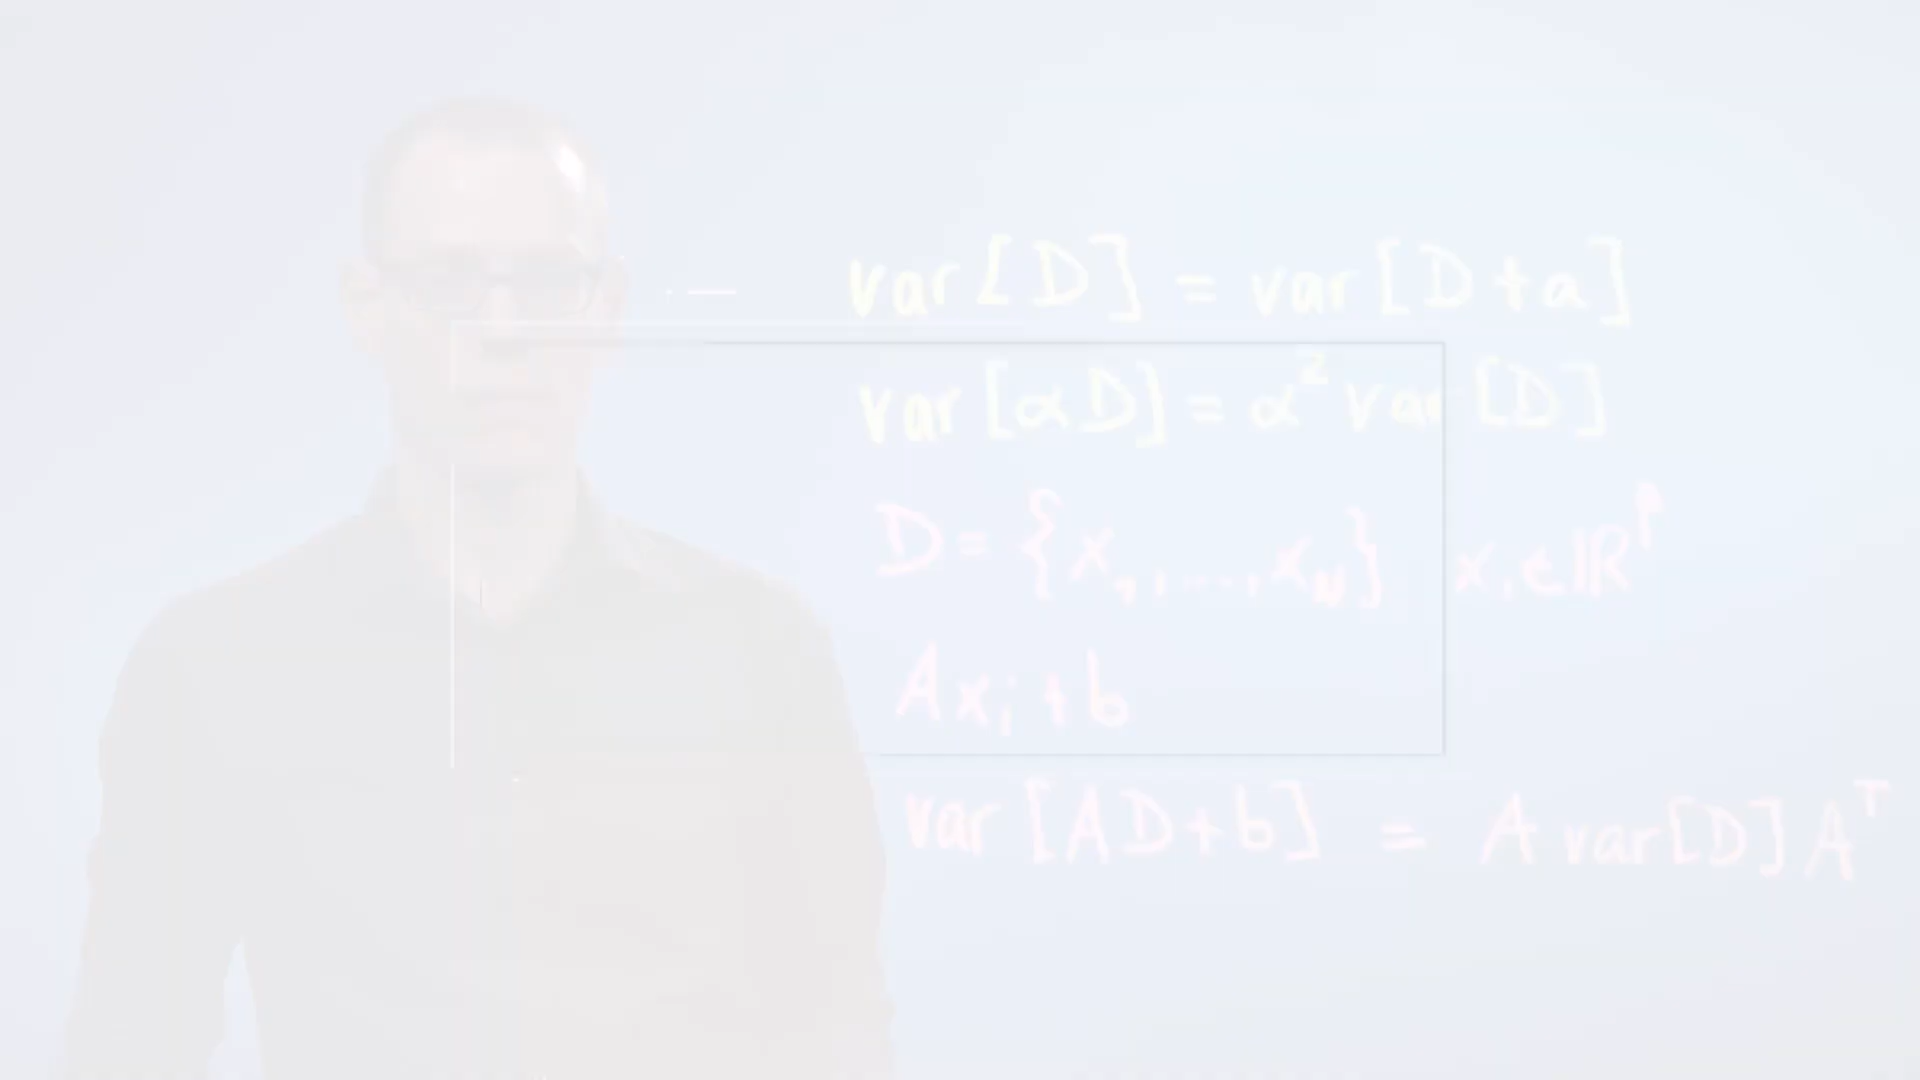 var[D] = var[D+a]
var[αD] = α² var[D]
D = {x₁,...,x_N} xᵢ∈ℝᴰ
Axᵢ+b
var[AD+b] = A var[D]Aᵀ